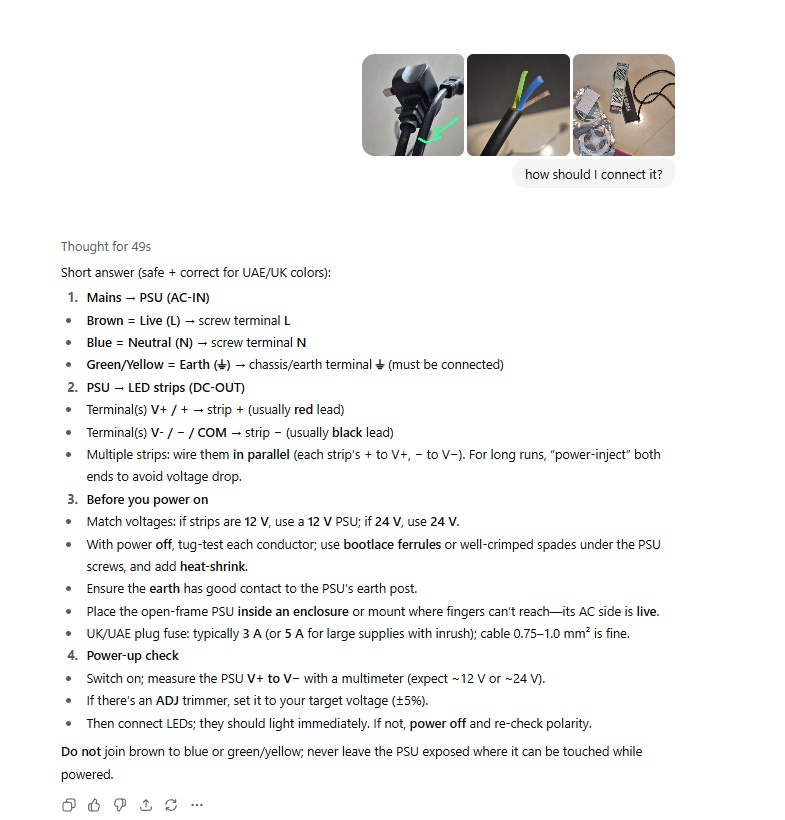 how should I connect it?
Thought for 49s
Short answer (safe + correct for UAE/UK colors):
1. Mains → PSU (AC-IN)
• Brown = Live (L) → screw terminal L
• Blue = Neutral (N) → screw terminal N
• Green/Yellow = Earth (⏚) → chassis/earth terminal ⏚ (must be connected)
2. PSU → LED strips (DC-OUT)
• Terminal(s) V+ / + → strip + (usually red lead)
• Terminal(s) V- / − / COM → strip − (usually black lead)
• Multiple strips: wire them in parallel (each strip's + to V+, − to V−). For long runs, “power-inject” both
ends to avoid voltage drop.
3. Before you power on
• Match voltages: if strips are 12 V, use a 12 V PSU; if 24 V, use 24 V.
• With power off, tug-test each conductor; use bootlace ferrules or well-crimped spades under the PSU
screws, and add heat-shrink.
• Ensure the earth has good contact to the PSU's earth post.
• Place the open-frame PSU inside an enclosure or mount where fingers can't reach—its AC side is live.
• UK/UAE plug fuse: typically 3 A (or 5 A for large supplies with inrush); cable 0.75–1.0 mm² is fine.
4. Power-up check
• Switch on; measure the PSU V+ to V− with a multimeter (expect ~12 V or ~24 V).
• If there's an ADJ trimmer, set it to your target voltage (±5%).
• Then connect LEDs; they should light immediately. If not, power off and re-check polarity.
Do not join brown to blue or green/yellow; never leave the PSU exposed where it can be touched while
powered.